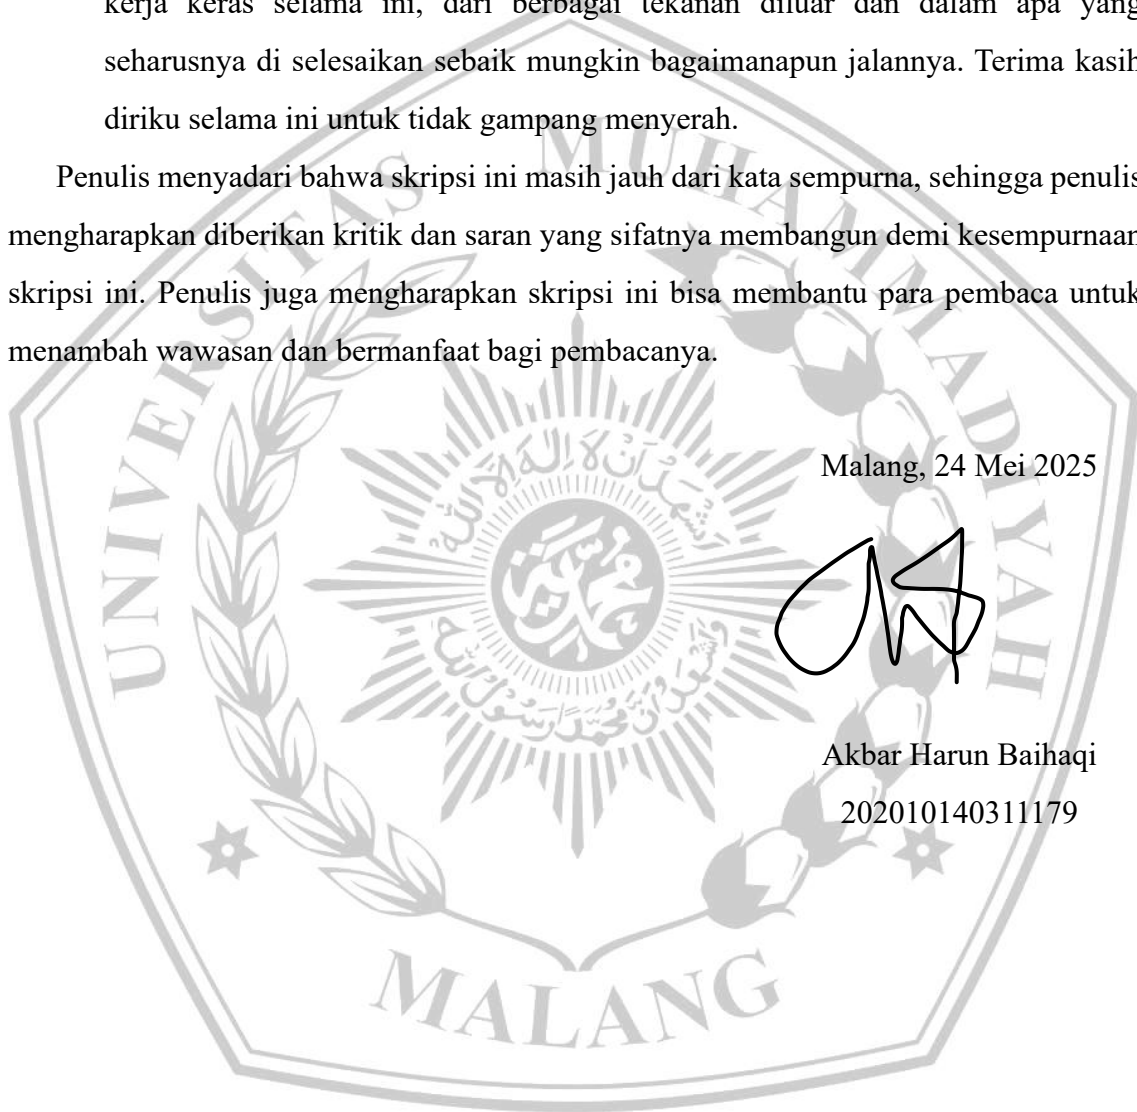 kerja keras selama ini, dari berbagai tekanan diluar dan dalam apa yang
seharusnya di selesaikan sebaik mungkin bagaimanapun jalannya. Terima kasih
diriku selama ini untuk tidak gampang menyerah.
Penulis menyadari bahwa skripsi ini masih jauh dari kata sempurna, sehingga penulis
mengharapkan diberikan kritik dan saran yang sifatnya membangun demi kesempurnaan
skripsi ini. Penulis juga mengharapkan skripsi ini bisa membantu para pembaca untuk
menambah wawasan dan bermanfaat bagi pembacanya.
Malang, 24 Mei 2025
Akbar Harun Baihaqi
202010140311179
UNIVERSITAS MUHAMMADIYAH
MALANG